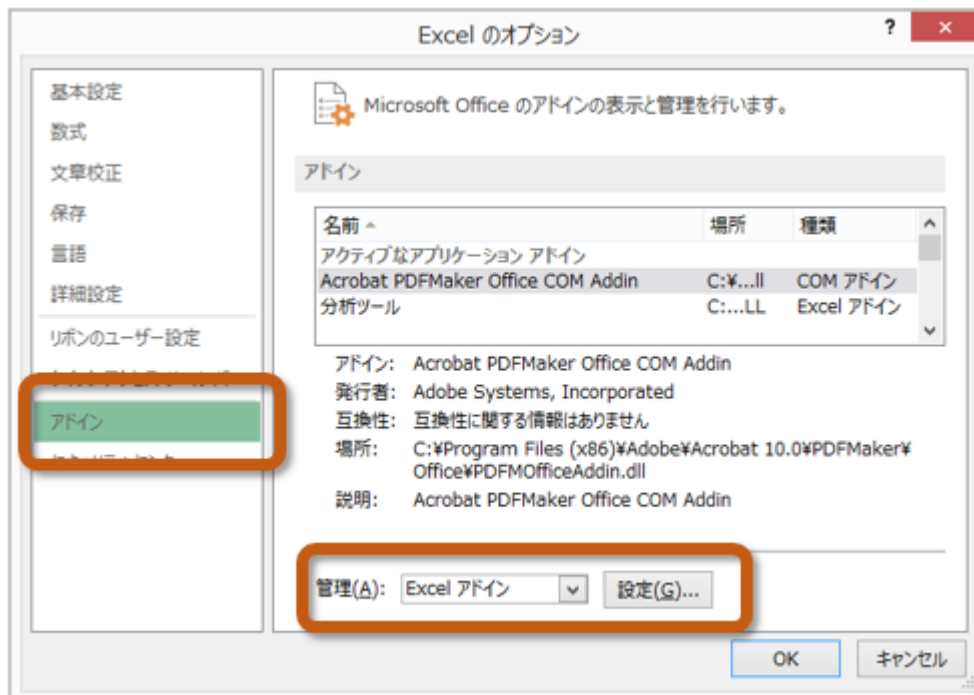 Excel のオプション
?
×
基本設定
数式
文章校正
保存
言語
詳細設定
リボンのユーザー設定
アドイン
Microsoft Office のアドインの表示と管理を行います。
アドイン
名前 場所 種類
アクティブなアプリケーション アドイン
Acrobat PDFMaker Office COM Addin C:¥...ll COM アドイン
分析ツール C:...LL Excel アドイン
アドイン: Acrobat PDFMaker Office COM Addin
発行者: Adobe Systems, Incorporated
互換性: 互換性に関する情報はありません
場所: C:¥Program Files (x86)¥Adobe¥Acrobat 10.0¥PDFMaker¥
Office¥PDFMOfficeAddin.dll
説明: Acrobat PDFMaker Office COM Addin
管理(A): Excel アドイン 設定(G)...
OK キャンセル